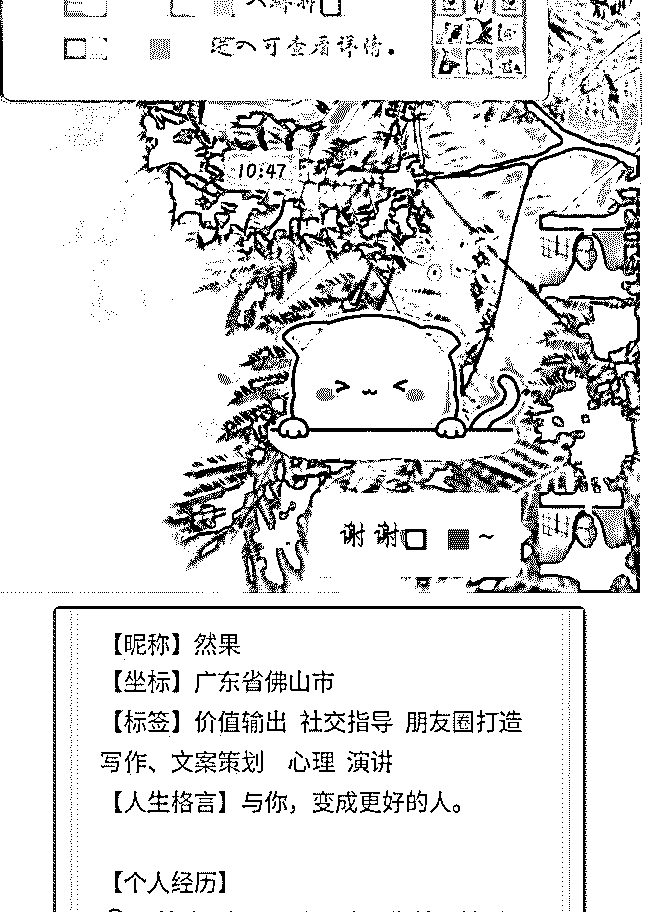 进入可查看详情。
10:47
谢谢~
【昵称】然果
【坐标】广东省佛山市
【标签】价值输出 社交指导 朋友圈打造
写作、文案策划 心理 演讲
【人生格言】与你，变成更好的人。
【个人经历】